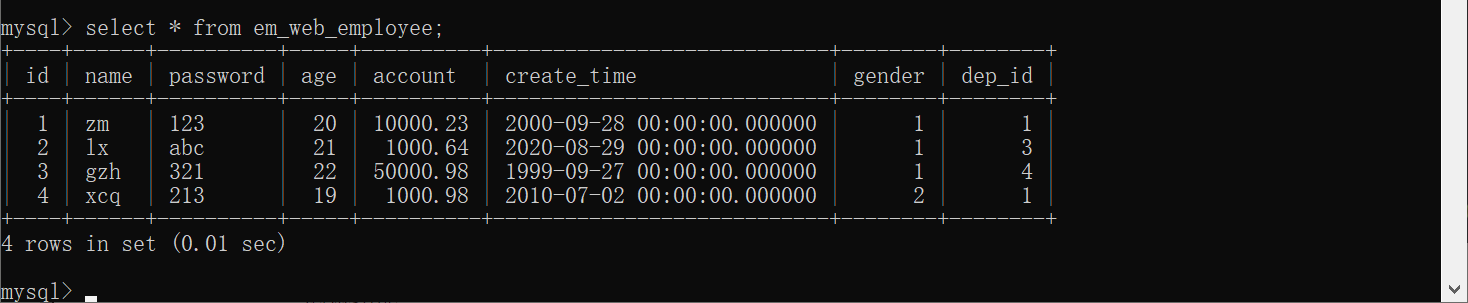 mysql> select * from em_web_employee;
+----+------+----------+-----+----------+----------------------------+--------+--------+
| id | name | password | age | account  | create_time                | gender | dep_id |
+----+------+----------+-----+----------+----------------------------+--------+--------+
|  1 | zm   | 123      |  20 | 10000.23 | 2000-09-28 00:00:00.000000 |      1 |      1 |
|  2 | lx   | abc      |  21 |  1000.64 | 2020-08-29 00:00:00.000000 |      1 |      3 |
|  3 | gzh  | 321      |  22 | 50000.98 | 1999-09-27 00:00:00.000000 |      1 |      4 |
|  4 | xcq  | 213      |  19 |  1000.98 | 2010-07-02 00:00:00.000000 |      2 |      1 |
+----+------+----------+-----+----------+----------------------------+--------+--------+
4 rows in set (0.01 sec)
mysql>